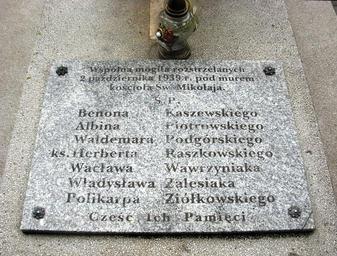 Wspólna mogiła rozstrzelanych
2 października 1939 r. pod murem
kościoła Św. Mikołaja.
Ś. P.
Benona Kaszewskiego
Albina Piotrowskiego
Waldemara Podgórskiego
ks. Herberta Raszkowskiego
Wacława Wawrzyniaka
Władysława Zalesiaka
Polikarpa Ziółkowskiego
Cześć Ich Pamięci